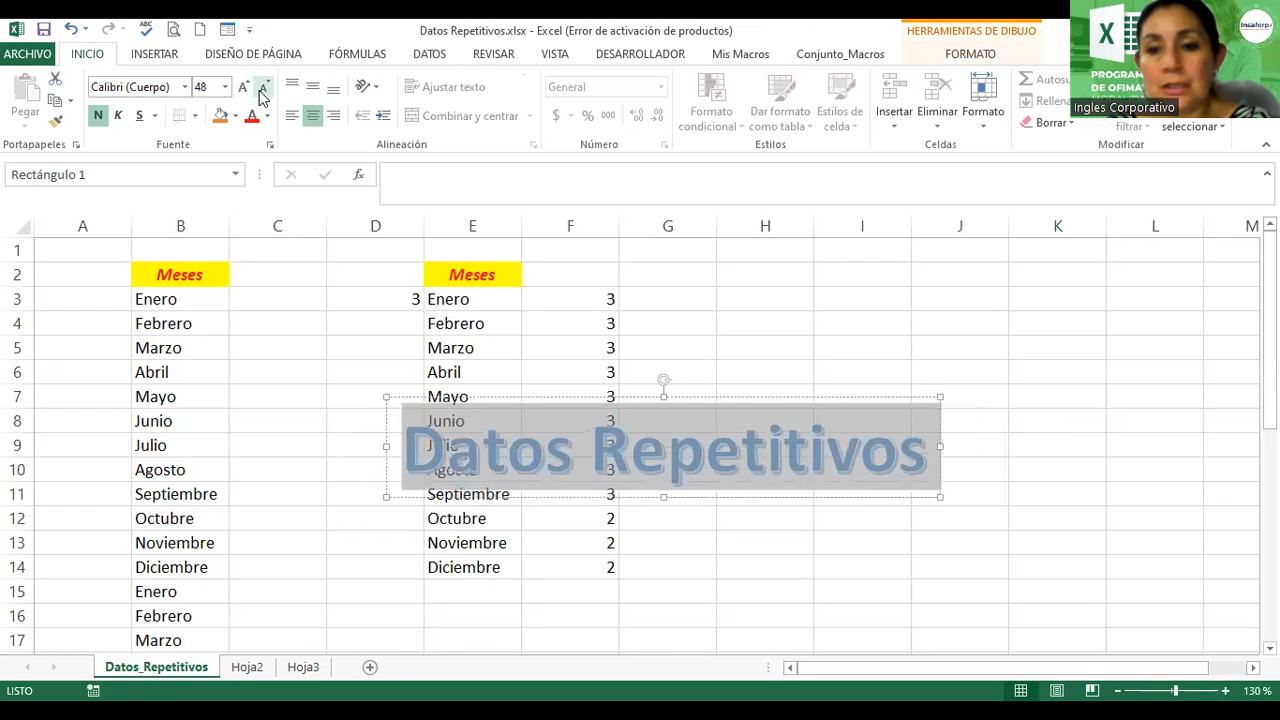 Datos Repetitivos.xlsx - Excel (Error de activación de productos)
HERRAMIENTAS DE DIBUJO
ARCHIVO INICIO INSERTAR DISEÑO DE PÁGINA FÓRMULAS DATOS REVISAR VISTA DESARROLLADOR Mis Macros Conjunto_Macros FORMATO
Insaforp
PROGRAM
DE OFIMA
Ingles Corporativo
Calibri (Cuerpo) Ajustar texto General
Pegar N K S Combinar y centrar $ % 000
Formato condicional Dar formato como tabla Estilos de celda Insertar Eliminar Formato
Borrar filtrar seleccionar
Portapapeles Fuente Alineación Número Estilos Celdas Modificar
Rectángulo 1 fx
A B C D E F G H I J K L M
1
2 Meses Meses
3 Enero 3 Enero 3
4 Febrero Febrero 3
5 Marzo Marzo 3
6 Abril Abril 3
7 Mayo Mayo 3
8 Junio Junio 3
9 Julio
Datos Repetitivos
10 Agosto Agosto 3
11 Septiembre Septiembre 3
12 Octubre Octubre 2
13 Noviembre Noviembre 2
14 Diciembre Diciembre 2
15 Enero
16 Febrero
17 Marzo
Datos_Repetitivos Hoja2 Hoja3
LISTO 130 %